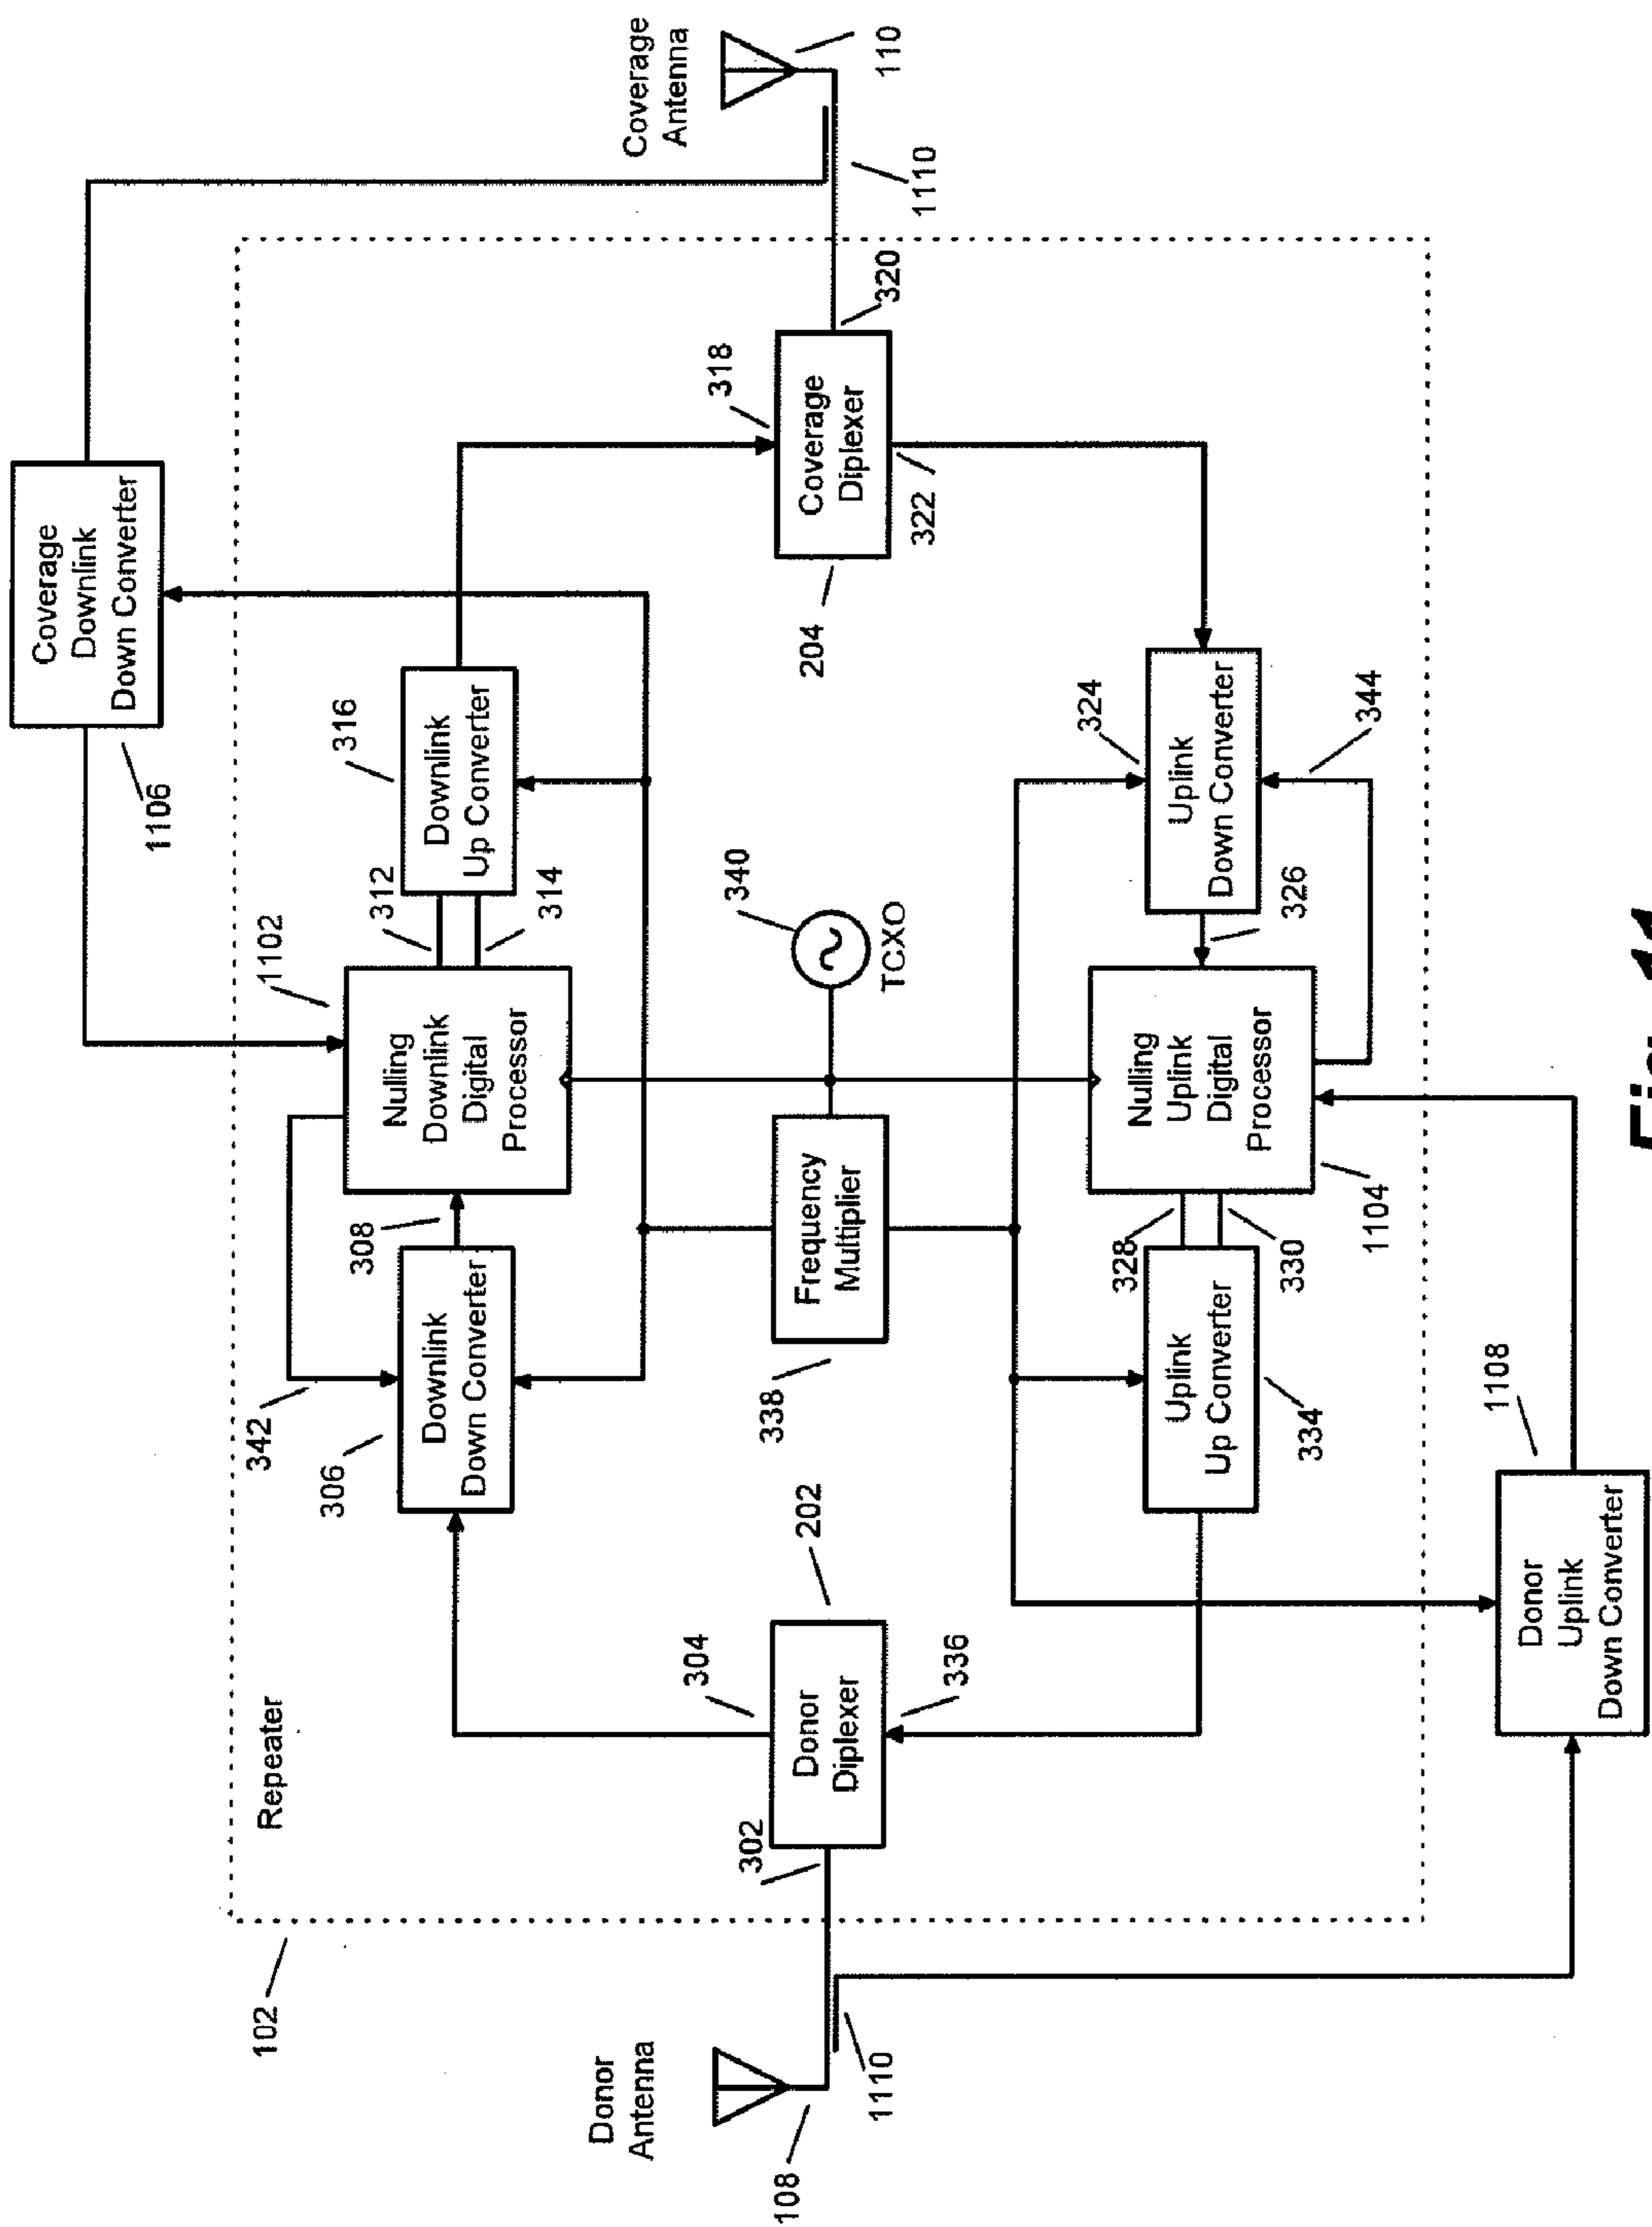 Coverage
Downlink
Down Converter
1106
Coverage
Antenna
110
1110
Repeater
102
342
306
Downlink
Down Converter
308
1102
Nulling
Downlink
Digital
Processor
312
314
316
Downlink
Up Converter
318
Coverage
Diplexer
320
322
204
Donor
Antenna
108
1110
302
304
Donor
Diplexer
202
336
338
Frequency
Multiplier
340
TCXO
334
Uplink
Up Converter
328
330
Nulling
Uplink
Digital
Processor
1104
326
324
Uplink
Down Converter
344
1108
Donor
Uplink
Down Converter
Fig. 11